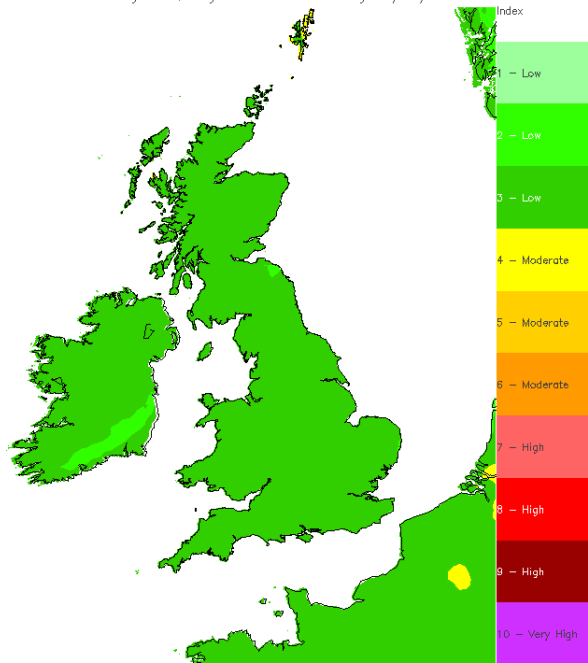 Index
1 – Low
2 – Low
3 – Low
4 – Moderate
5 – Moderate
6 – Moderate
7 – High
8 – High
9 – High
10 – Very High